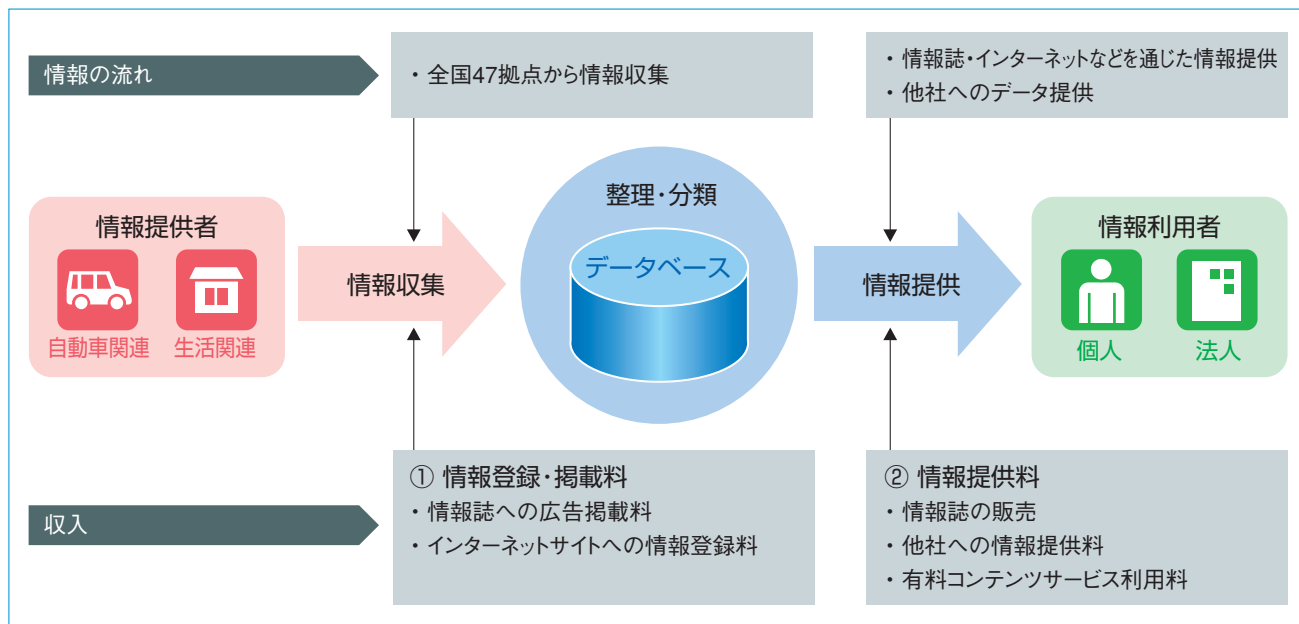 情報の流れ
・全国47拠点から情報収集
・情報誌・インターネットなどを通じた情報提供
・他社へのデータ提供
情報提供者
自動車関連
生活関連
情報収集
整理・分類
データベース
情報提供
情報利用者
個人
法人
収入
① 情報登録・掲載料
・情報誌への広告掲載料
・インターネットサイトへの情報登録料
② 情報提供料
・情報誌の販売
・他社への情報提供料
・有料コンテンツサービス利用料